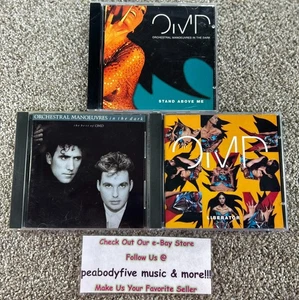 OMD
ORCHESTRAL MANOEUVRES IN THE DARK
STAND ABOVE ME
ORCHESTRAL MANOEUVRES in the dark
the best of OMD
OMD
LIBERATOR
Check Out Our e-Bay Store
Follow Us @
peabodyfive music & more!!!
Make Us Your Favorite Seller